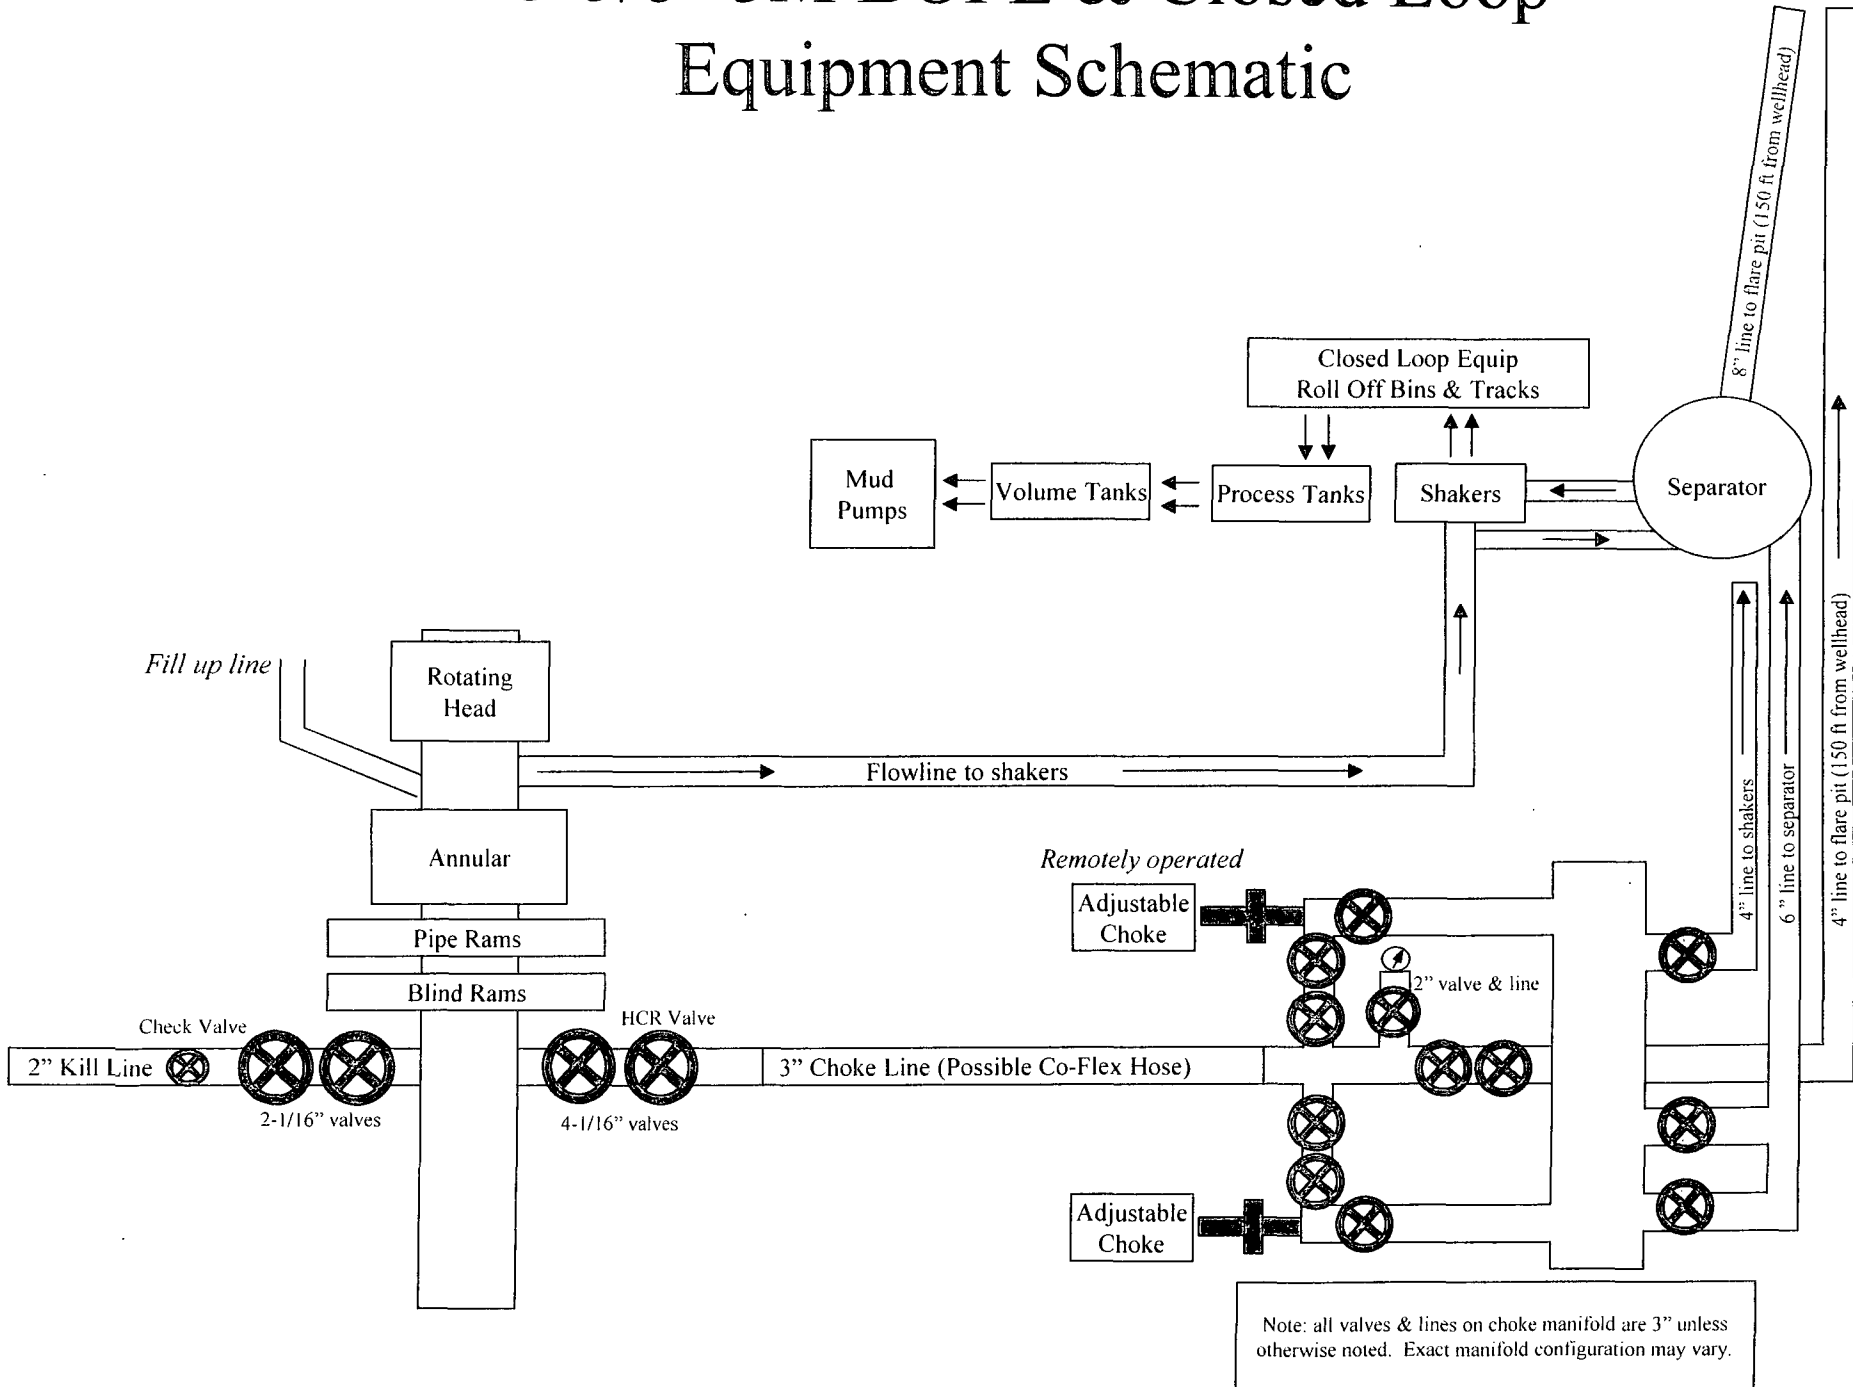 & Closed Loop
Equipment Schematic
8” line to flare pit (150 ft from wellhead)
Closed Loop Equip
Roll Off Bins & Tracks
Mud
Pumps
Volume Tanks
Process Tanks
Shakers
Separator
Fill up line
Rotating
Head
Flowline to shakers
4” line to shakers
6 ” line to separator
4” line to flare pit (150 ft from wellhead)
Annular
Remotely operated
Adjustable
Choke
Pipe Rams
Blind Rams
2” valve & line
Check Valve
HCR Valve
2” Kill Line
3” Choke Line (Possible Co-Flex Hose)
2-1/16” valves
4-1/16” valves
Adjustable
Choke
Note: all valves & lines on choke manifold are 3” unless
otherwise noted. Exact manifold configuration may vary.